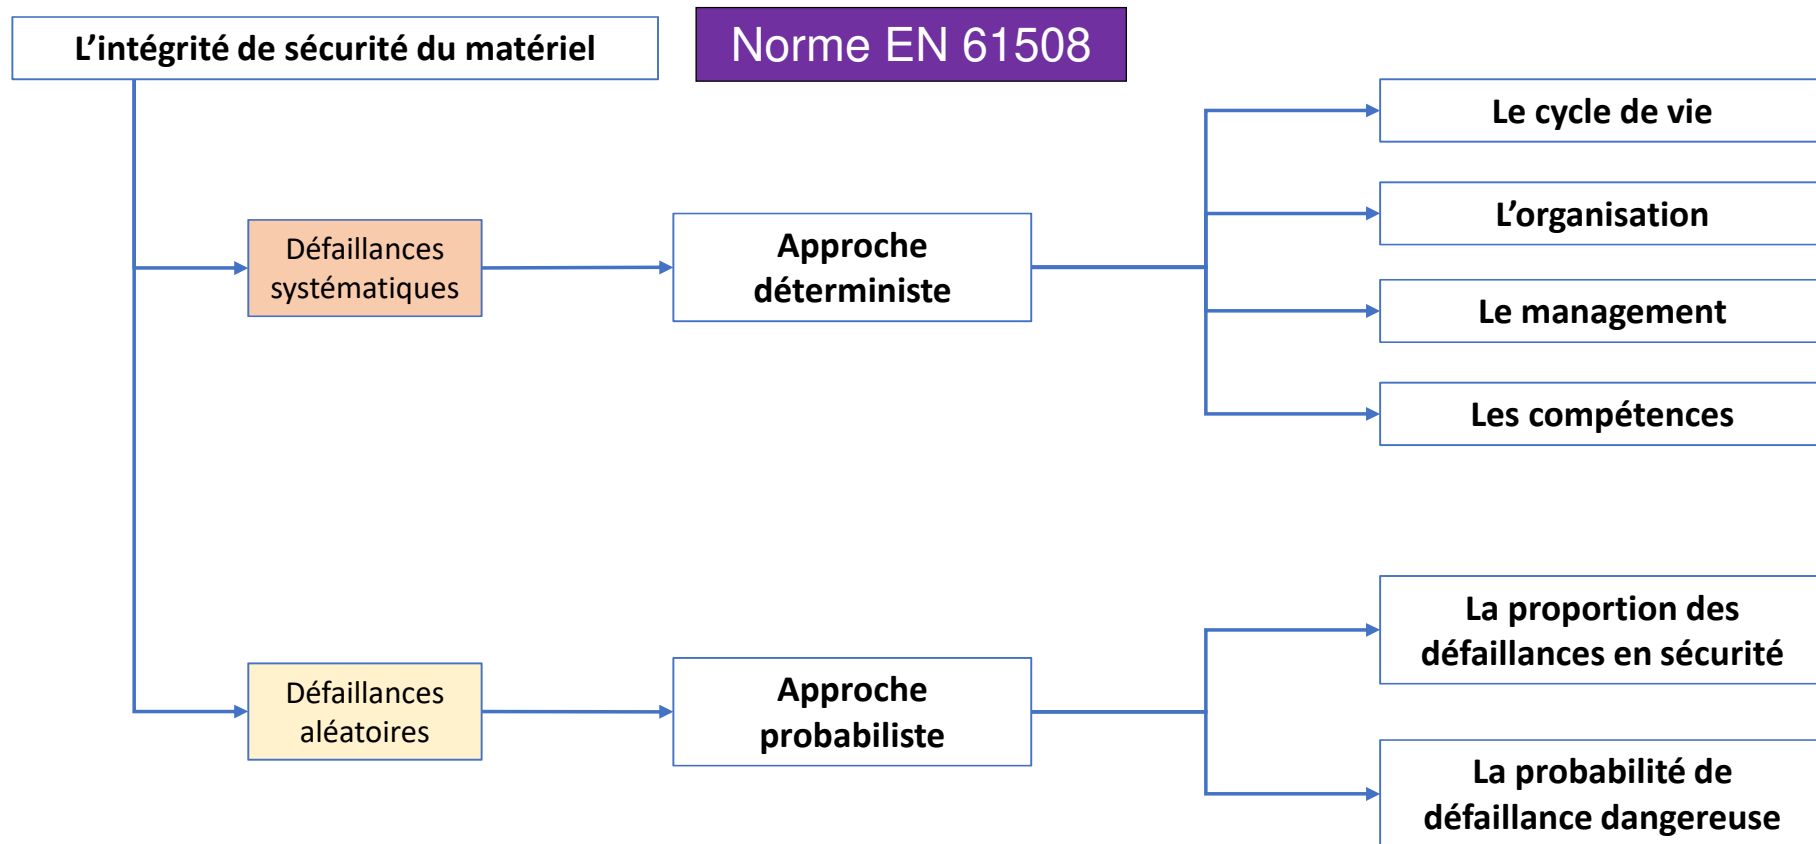 L’intégrité de sécurité du matériel
Norme EN 61508
Le cycle de vie
L’organisation
Défaillances
systématiques
Approche
déterministe
Le management
Les compétences
La proportion des
défaillances en sécurité
Défaillances
aléatoires
Approche
probabiliste
La probabilité de
défaillance dangereuse